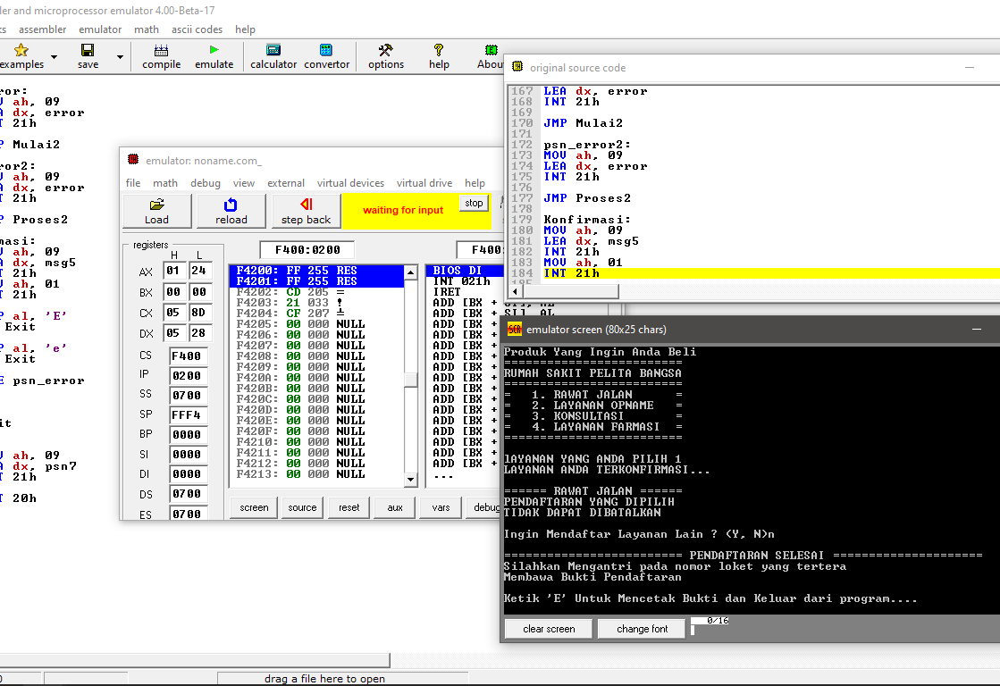 ler and microprocessor emulator 4.00-Beta-17
ks assembler emulator math ascii codes help
examples save compile emulate calculator convertor options help Abou
ror:
V ah, 09
A dx, error
T 21h
P Mulai2
ror2:
V ah, 09
A dx, error
T 21h
P Proses2
masi:
V ah, 09
A dx, msg5
T 21h
V ah, 01
T 21h
P al, 'E'
Exit
P al, 'e'
Exit
E psn_error
it
V ah, 09
A dx, psn7
T 21h
T 20h
drag a file here to open
emulator: noname.com_
file math debug view external virtual devices virtual drive help
Load reload step back waiting for input stop
registers F400:0200 F400:
H L
AX 01 24
BX 00 00
CX 05 8D
DX 05 28
CS F400
IP 0200
SS 0700
SP FFF4
BP 0000
SI 0000
DI 0000
DS 0700
ES 0700
F4200: FF 255 RES
F4201: FF 255 RES
F4202: CD 205 =
F4203: 21 033 !
F4204: CF 207 ╧
F4205: 00 000 NULL
F4206: 00 000 NULL
F4207: 00 000 NULL
F4208: 00 000 NULL
F4209: 00 000 NULL
F420A: 00 000 NULL
F420B: 00 000 NULL
F420C: 00 000 NULL
F420D: 00 000 NULL
F420E: 00 000 NULL
F420F: 00 000 NULL
F4210: 00 000 NULL
F4211: 00 000 NULL
F4212: 00 000 NULL
F4213: 00 000 NULL
BIOS DI
INT 021h
IRET
ADD [BX + SI], AL
ADD [BX + SI], AL
ADD [BX +
ADD [BX +
ADD [BX +
ADD [BX +
ADD [BX +
ADD [BX +
ADD [BX +
ADD [BX +
ADD [BX +
ADD [BX +
ADD [BX +
ADD [BX +
ADD [BX +
ADD [BX +
...
screen source reset aux vars debug
original source code
167 LEA dx, error
168 INT 21h
169
170 JMP Mulai2
171
172 psn_error2:
173 MOV ah, 09
174 LEA dx, error
175 INT 21h
176
177 JMP Proses2
178
179 Konfirmasi:
180 MOV ah, 09
181 LEA dx, msg5
182 INT 21h
183 MOV ah, 01
184 INT 21h
185
SCR emulator screen (80x25 chars)
Produk Yang Ingin Anda Beli
=========================
RUMAH SAKIT PELITA BANGSA
=========================
= 1. RAWAT JALAN =
= 2. LAYANAN OPNAME =
= 3. KONSULTASI =
= 4. LAYANAN FARMASI =
=========================
lAYANAN YANG ANDA PILIH 1
LAYANAN ANDA TERKONFIRMASI...
====== RAWAT JALAN ======
PENDAFTARAN YANG DIPILIH
TIDAK DAPAT DIBATALKAN
Ingin Mendaftar Layanan Lain ? (Y, N)n
========================= PENDAFTARAN SELESAI =====================
Silahkan Mengantri pada nomor loket yang tertera
Membawa Bukti Pendaftaran
Ketik 'E' Untuk Mencetak Bukti dan Keluar dari program....
clear screen change font 0/16